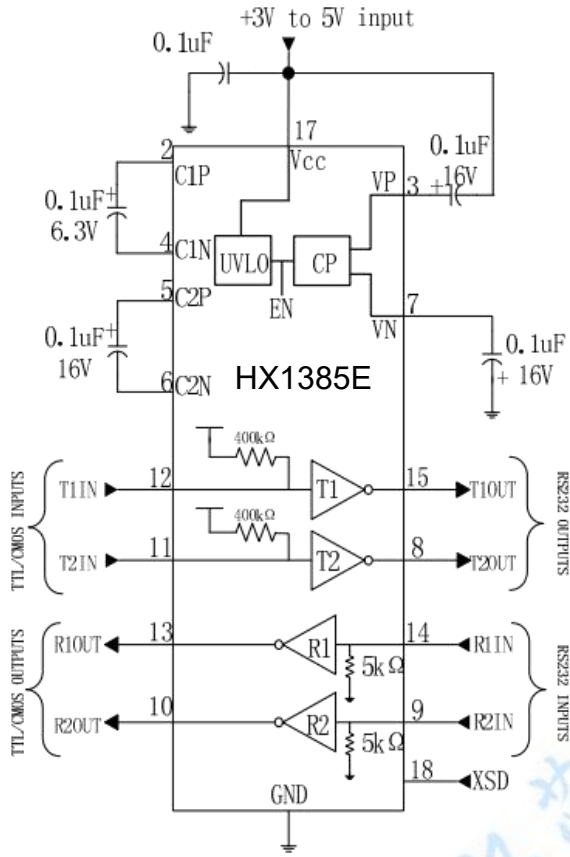 +3V to 5V input
0.1uF
17
Vcc
2
C1P
0.1uF+
6.3V
4
C1N
5
C2P
0.1uF+
16V
6
C2N
UVLO
EN
CP
VP
3
0.1uF
+16V
7
VN
0.1uF
+ 16V
HX1385E
TTL/CMOS INPUTS
T1IN
12
400kΩ
T1
15
T1OUT
T2IN
11
400kΩ
T2
8
T2OUT
RS232 OUTPUTS
TTL/CMOS OUTPUTS
R1OUT
13
R1
5kΩ
14
R1IN
R2OUT
10
R2
5kΩ
9
R2IN
RS232 INPUTS
18
XSD
GND